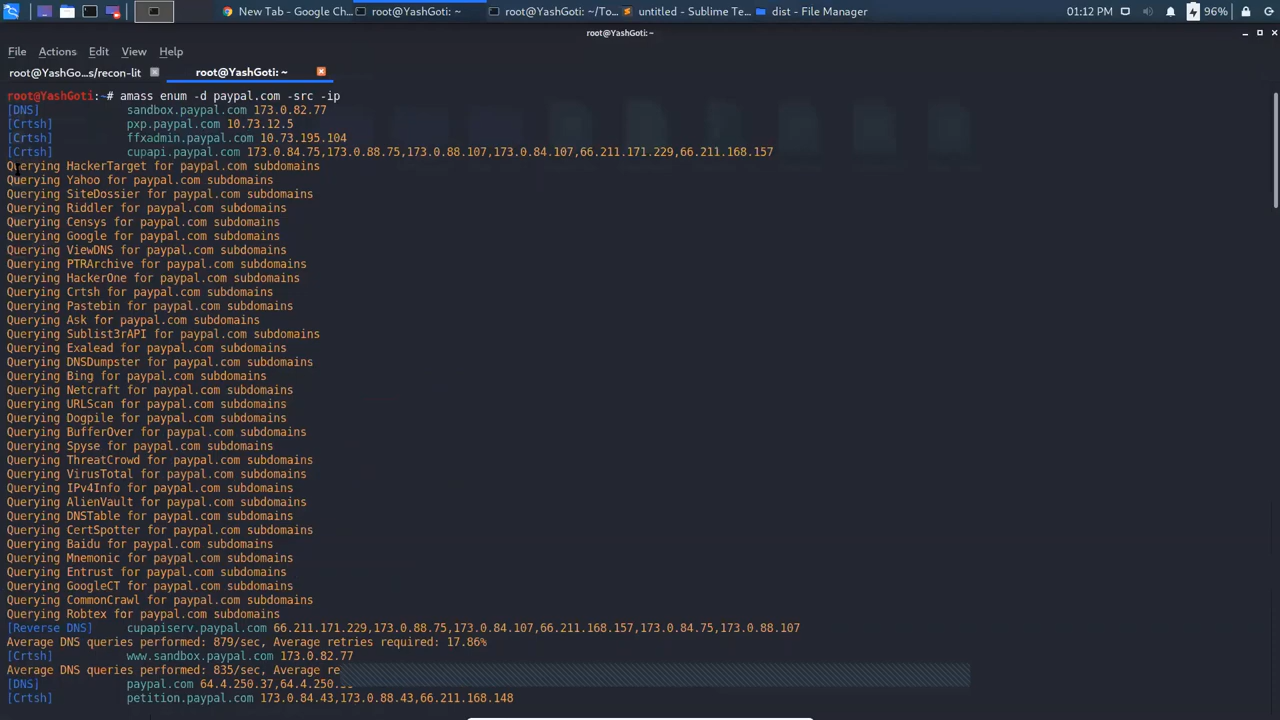 New Tab - Google Ch...
root@YashGoti: ~
root@YashGoti: ~/To...
untitled - Sublime Te...
dist - File Manager
01:12 PM
96%
root@YashGoti:~
File Actions Edit View Help
root@YashGo...s/recon-lit
root@YashGoti: ~
root@YashGoti:~# amass enum -d paypal.com -src -ip
[DNS] sandbox.paypal.com 173.0.82.77
[Crtsh] pxp.paypal.com 10.73.12.5
[Crtsh] ffxadmin.paypal.com 10.73.195.104
[Crtsh] cupapi.paypal.com 173.0.84.75,173.0.88.75,173.0.88.107,173.0.84.107,66.211.171.229,66.211.168.157
Querying HackerTarget for paypal.com subdomains
Querying Yahoo for paypal.com subdomains
Querying SiteDossier for paypal.com subdomains
Querying Riddler for paypal.com subdomains
Querying Censys for paypal.com subdomains
Querying Google for paypal.com subdomains
Querying ViewDNS for paypal.com subdomains
Querying PTRArchive for paypal.com subdomains
Querying HackerOne for paypal.com subdomains
Querying Crtsh for paypal.com subdomains
Querying Pastebin for paypal.com subdomains
Querying Ask for paypal.com subdomains
Querying Sublist3rAPI for paypal.com subdomains
Querying Exalead for paypal.com subdomains
Querying DNSDumpster for paypal.com subdomains
Querying Bing for paypal.com subdomains
Querying Netcraft for paypal.com subdomains
Querying URLScan for paypal.com subdomains
Querying Dogpile for paypal.com subdomains
Querying BufferOver for paypal.com subdomains
Querying Spyse for paypal.com subdomains
Querying ThreatCrowd for paypal.com subdomains
Querying VirusTotal for paypal.com subdomains
Querying IPv4Info for paypal.com subdomains
Querying AlienVault for paypal.com subdomains
Querying DNSTable for paypal.com subdomains
Querying CertSpotter for paypal.com subdomains
Querying Baidu for paypal.com subdomains
Querying Mnemonic for paypal.com subdomains
Querying Entrust for paypal.com subdomains
Querying GoogleCT for paypal.com subdomains
Querying CommonCrawl for paypal.com subdomains
Querying Robtex for paypal.com subdomains
[Reverse DNS] cupapiserv.paypal.com 66.211.171.229,173.0.88.75,173.0.84.107,66.211.168.157,173.0.84.75,173.0.88.107
Average DNS queries performed: 879/sec, Average retries required: 17.86%
[Crtsh] www.sandbox.paypal.com 173.0.82.77
Average DNS queries performed: 835/sec, Average re
[DNS] paypal.com 64.4.250.37,64.4.250.
[Crtsh] petition.paypal.com 173.0.84.43,173.0.88.43,66.211.168.148